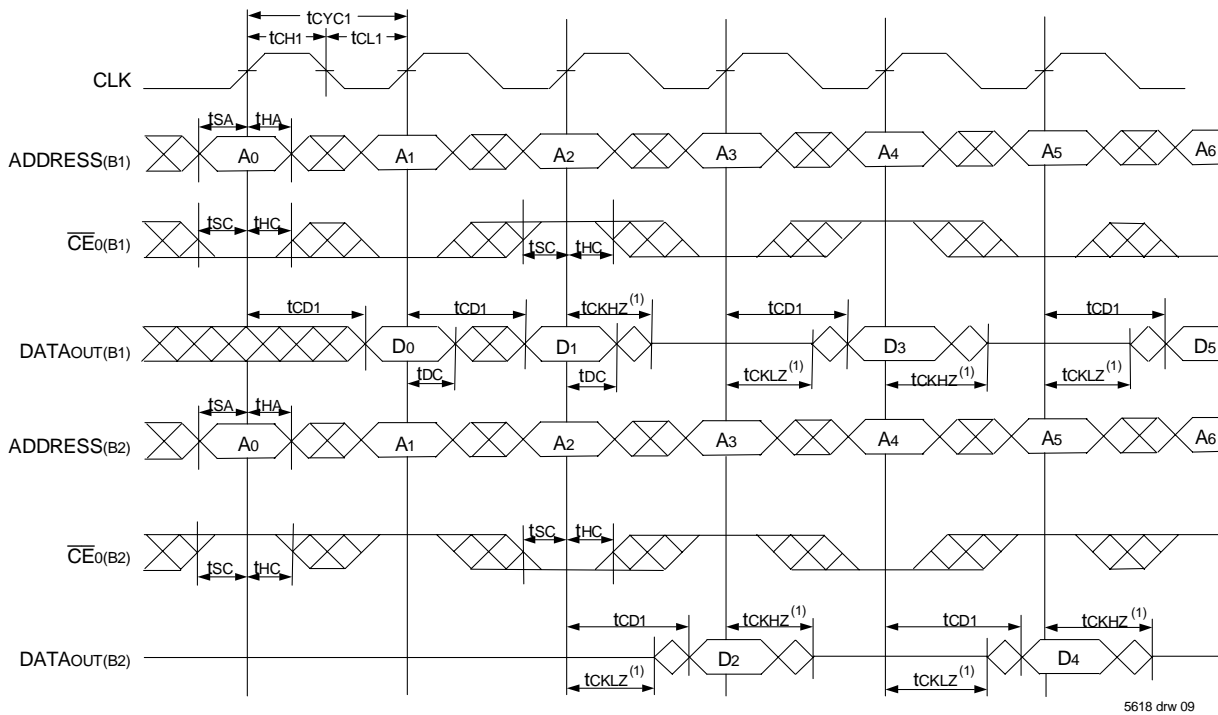 tCYC1
tCH1 tCL1
CLK
tSA tHA
ADDRESS(B1) A0 A1 A2 A3 A4 A5 A6
tSC tHC
CE0(B1)
tSC tHC
tCD1 tCD1 tCKHZ(1) tCD1 tCD1
DATAOUT(B1) D0 D1 D3 D5
tDC tDC tCKLZ(1) tCKHZ(1) tCKLZ(1)
tSA tHA
ADDRESS(B2) A0 A1 A2 A3 A4 A5 A6
tSC tHC
CE0(B2)
tSC tHC
tCD1 tCKHZ(1) tCD1 tCKHZ(1)
DATAOUT(B2) D2 D4
tCKLZ(1) tCKLZ(1)
5618 drw 09